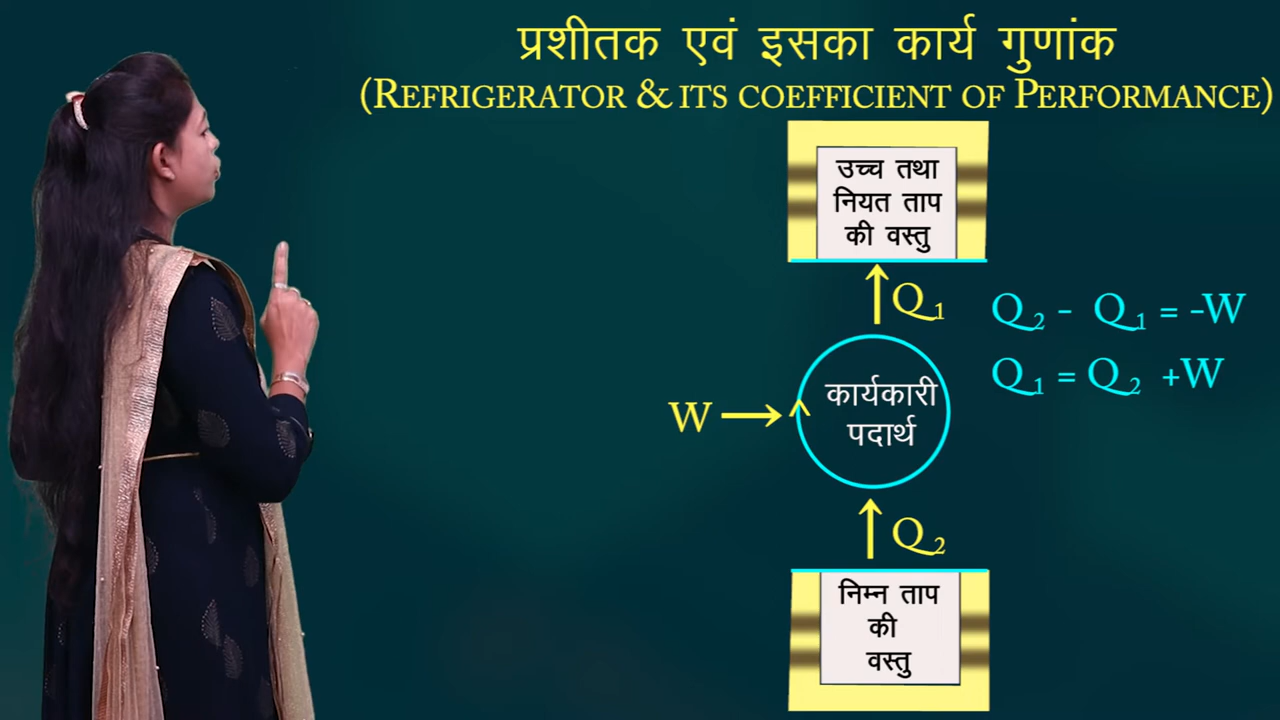 प्रशीतक एवं इसका कार्य गुणांक
(REFRIGERATOR & ITS COEFFICIENT OF PERFORMANCE)
उच्च तथा
नियत ताप
की वस्तु
Q₁
Q₂ - Q₁ = -W
Q₁ = Q₂ +W
W
कार्यकारी
पदार्थ
Q₂
निम्न ताप
की
वस्तु